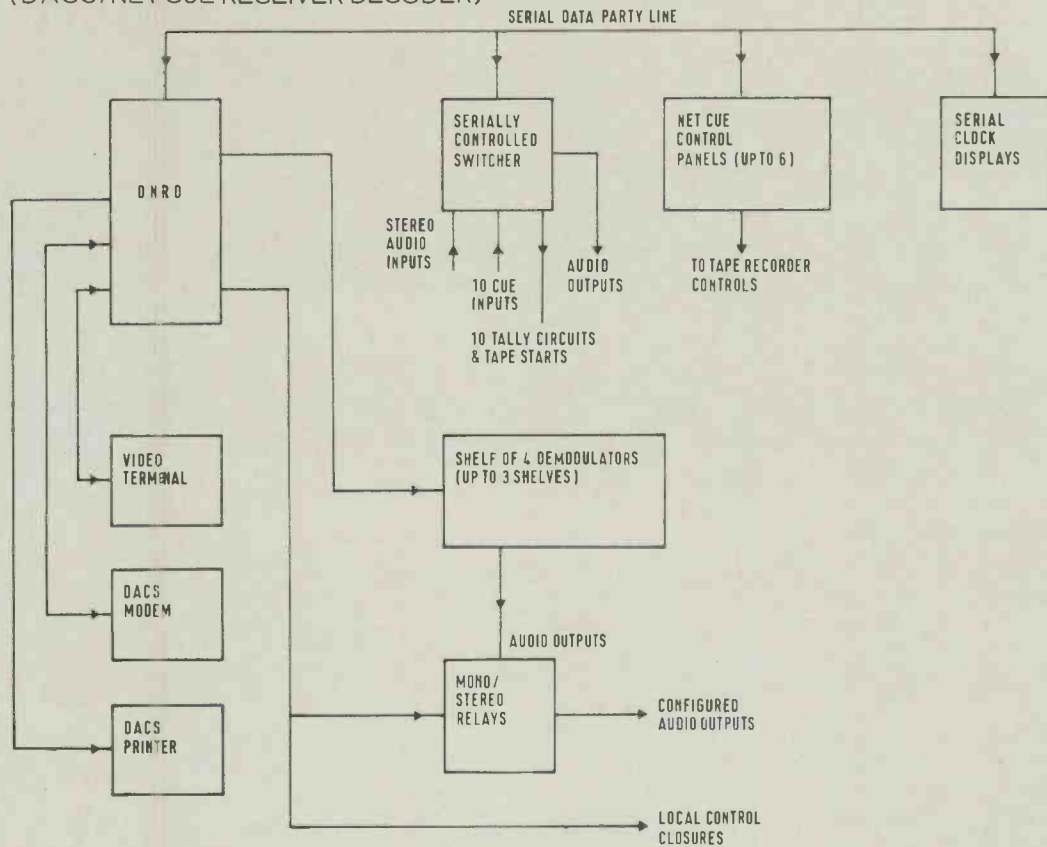 (DACS/NET CUE RECEIVER DECODER)
SERIAL DATA PARTY LINE
DNRD
SERIALLY
CONTROLLED
SWITCHER
NET CUE
CONTROL
PANELS (UP TO 6)
SERIAL
CLOCK
DISPLAYS
STEREO
AUDIO
INPUTS
10 CUE
INPUTS
AUDIO
OUTPUTS
TO TAPE RECORDER
CONTROLS
10 TALLY CIRCUITS
& TAPE STARTS
VIDEO
TERMINAL
SHELF OF 4 DEMODULATORS
(UP TO 3 SHELVES)
DACS
MODEM
AUDIO OUTPUTS
MONO/
STEREO
RELAYS
CONFIGURED
AUDIO OUTPUTS
DACS
PRINTER
LOCAL CONTROL
CLOSURES